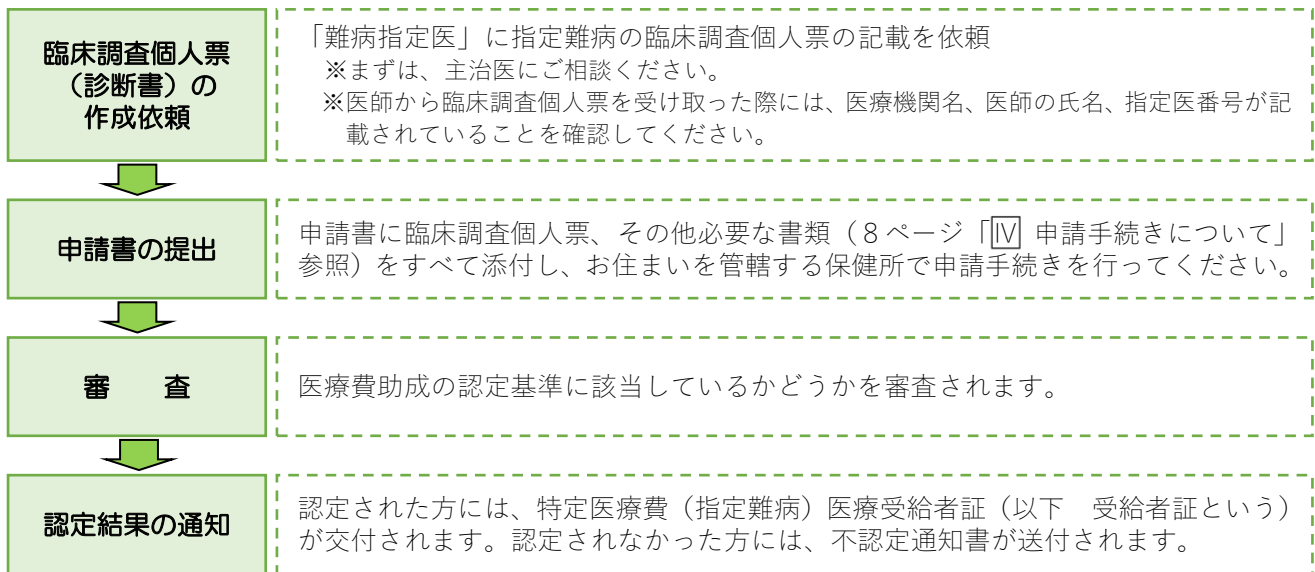 臨床調査個人票
（診断書）の
作成依頼
「難病指定医」に指定難病の臨床調査個人票の記載を依頼
※まずは、主治医にご相談ください。
※医師から臨床調査個人票を受け取った際には、医療機関名、医師の氏名、指定医番号が記
載されていることを確認してください。
申請書の提出
申請書に臨床調査個人票、その他必要な書類（８ページ「Ⅳ 申請手続きについて」
参照）をすべて添付し、お住まいを管轄する保健所で申請手続きを行ってください。
審　　査
医療費助成の認定基準に該当しているかどうかを審査されます。
認定結果の通知
認定された方には、特定医療費（指定難病）医療受給者証（以下　受給者証という）
が交付されます。認定されなかった方には、不認定通知書が送付されます。